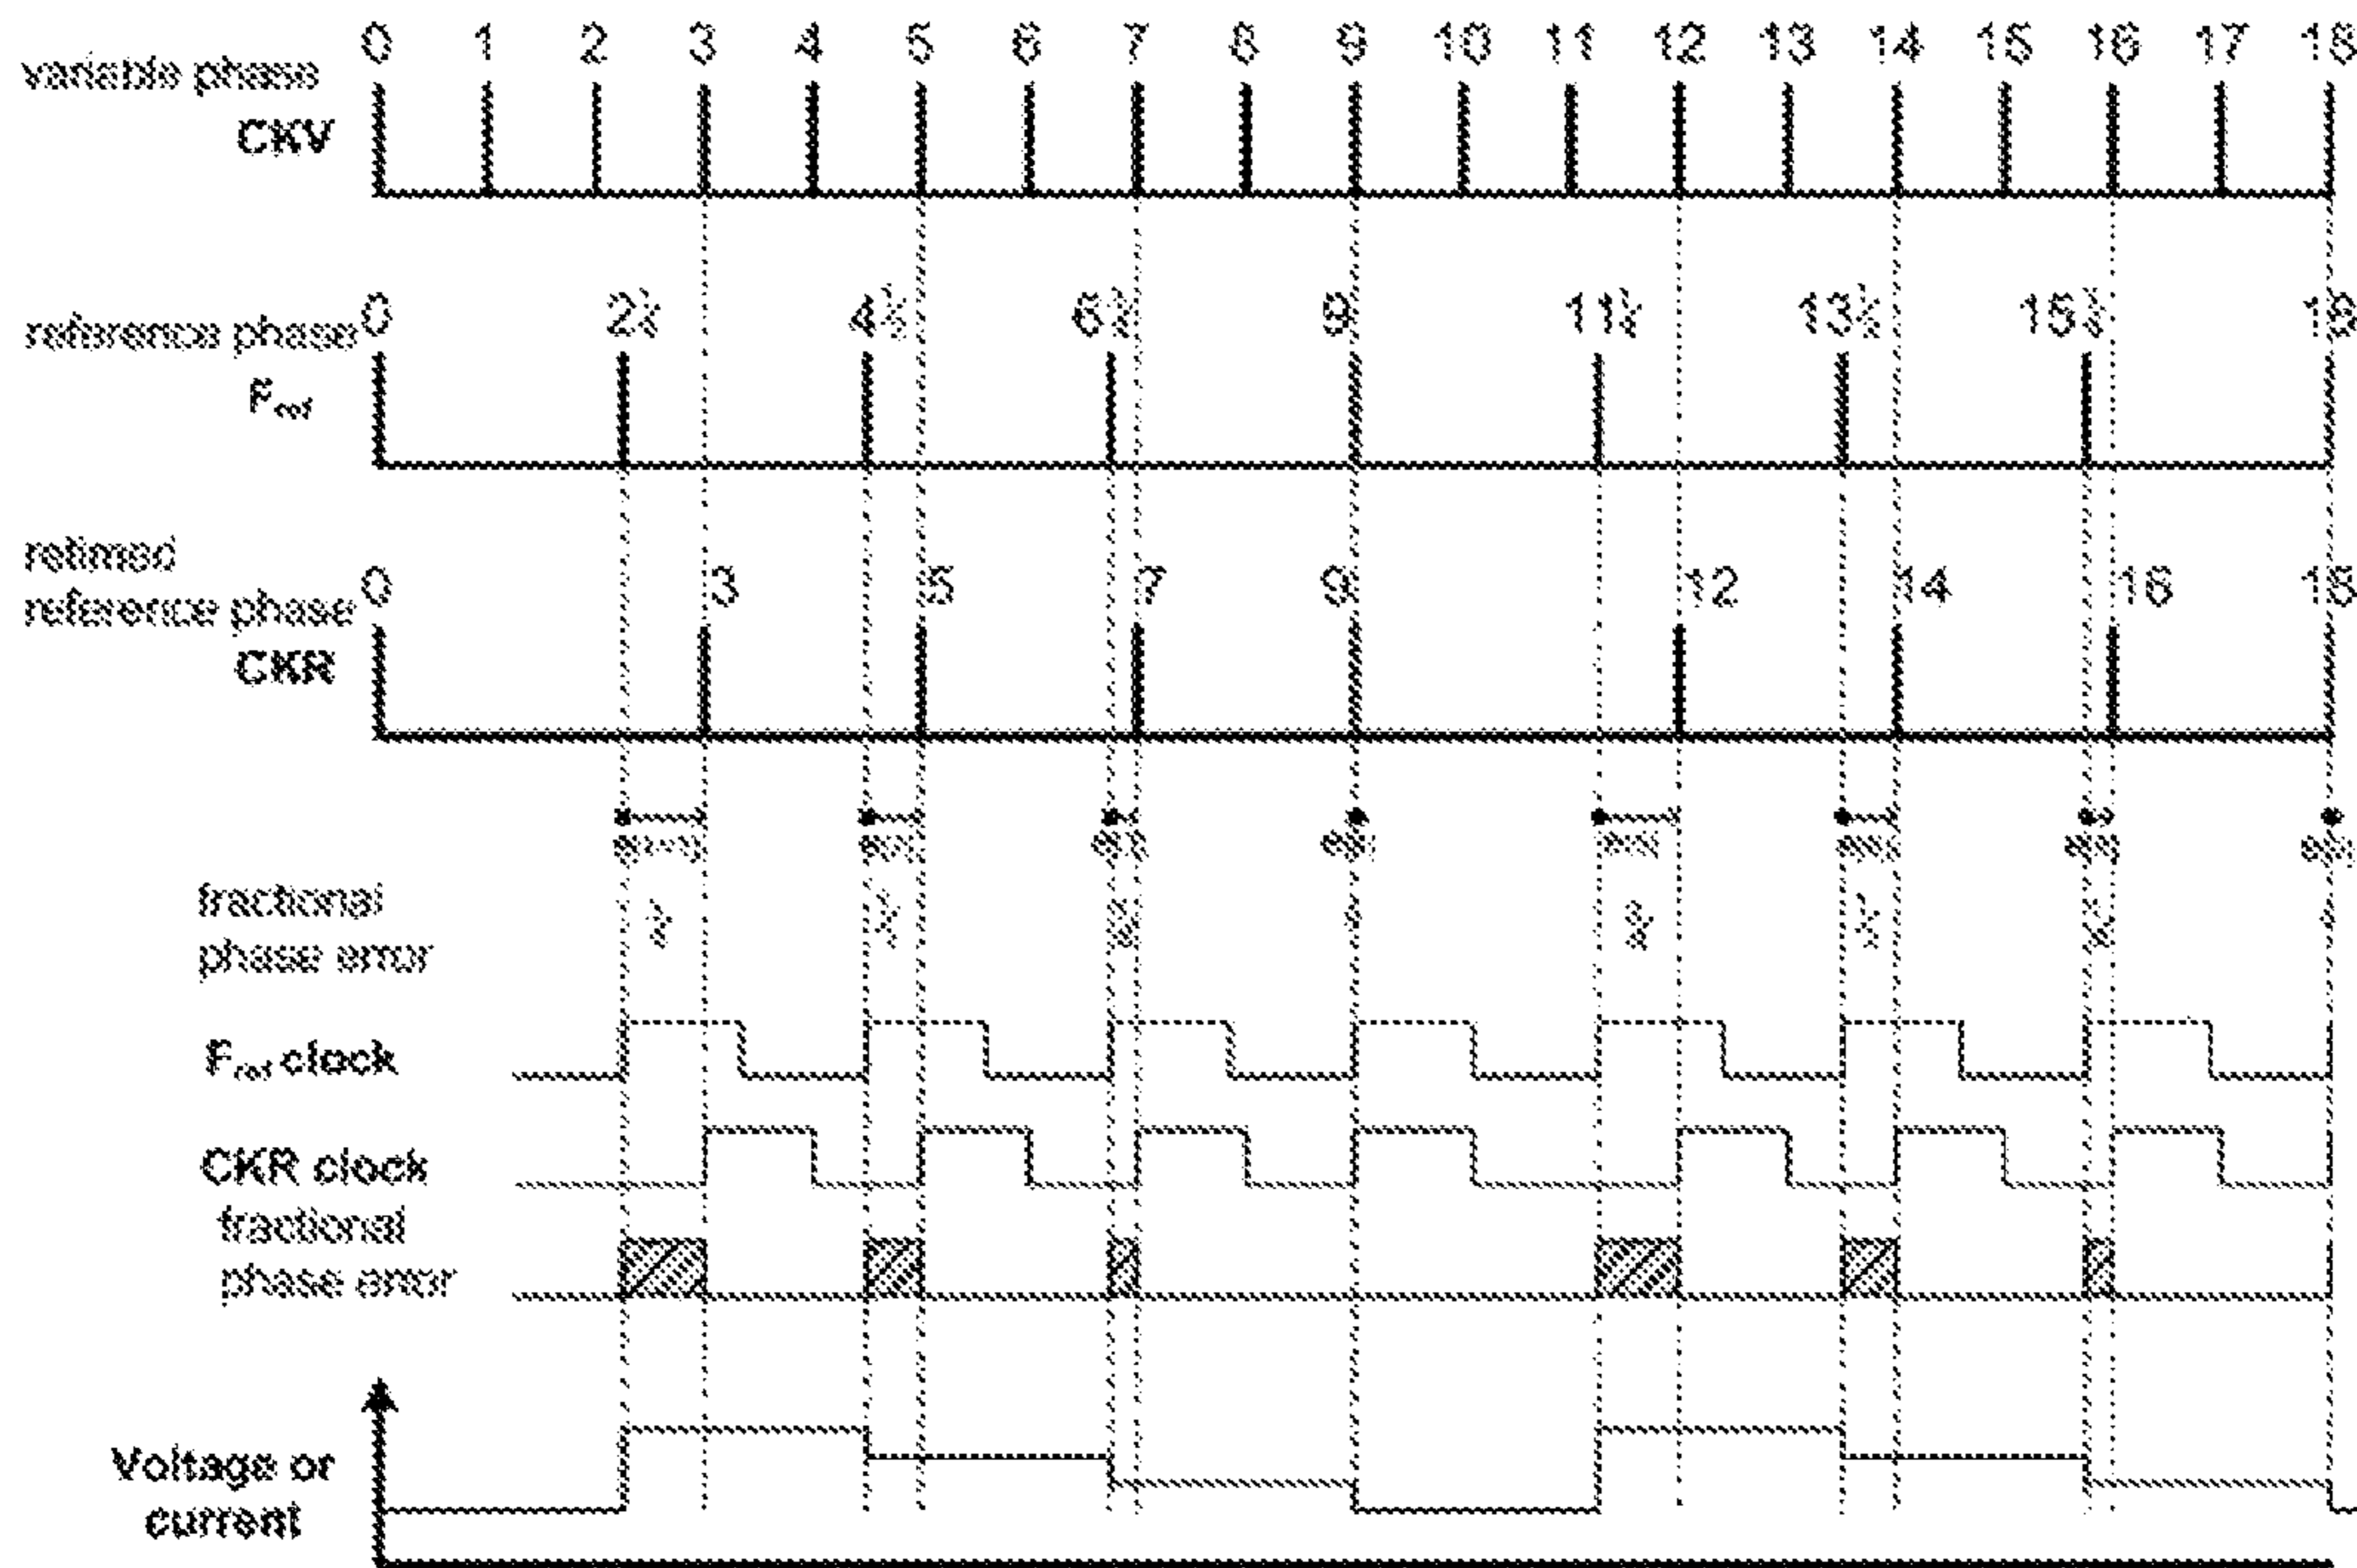 0 1 2 3 4 5 6 7 8 9 10 11 12 13 14 15 16 17 18
variable phase
CKV
0 2¼ 4½ 6¾ 9 11¼ 13½ 15¾ 18
reference phase
Fref
retimed
0 3 5 7 9 12 14 16 18
reference phase
CKR
fractional
phase error
Fref clock
CKR clock
fractional
phase error
Voltage or
current